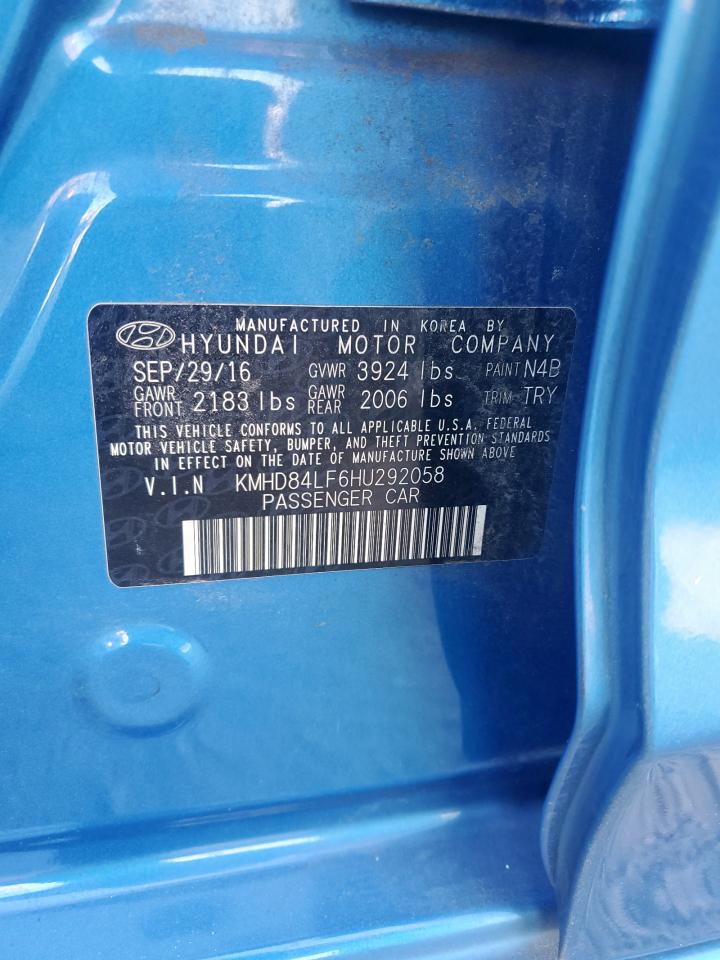 MANUFACTURED IN KOREA BY
HYUNDAI MOTOR COMPANY
SEP/29/16 GVWR 3924 lbs PAINT N4B
GAWR FRONT 2183 lbs GAWR REAR 2006 lbs TRIM TRY
THIS VEHICLE CONFORMS TO ALL APPLICABLE U.S.A. FEDERAL
MOTOR VEHICLE SAFETY, BUMPER, AND THEFT PREVENTION STANDARDS
IN EFFECT ON THE DATE OF MANUFACTURE SHOWN ABOVE
V.I.N KMHD84LF6HU292058
PASSENGER CAR